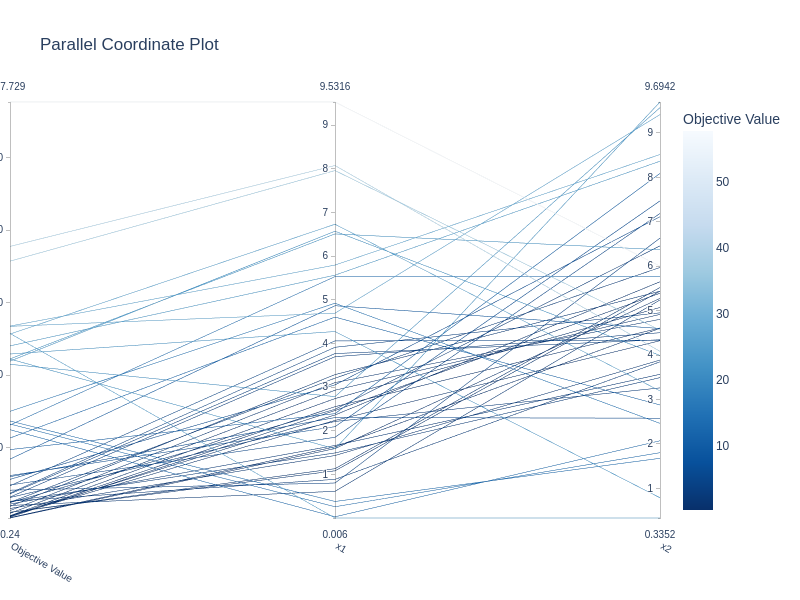 Parallel Coordinate Plot
7.729 9.5316 9.6942
Objective Value
9 9
8 8
7 7
6 6
5 5
4 4
3 3
2 2
1 1
50
40
30
20
10
0.24 0.006 0.3352
Objective Value x1 x2